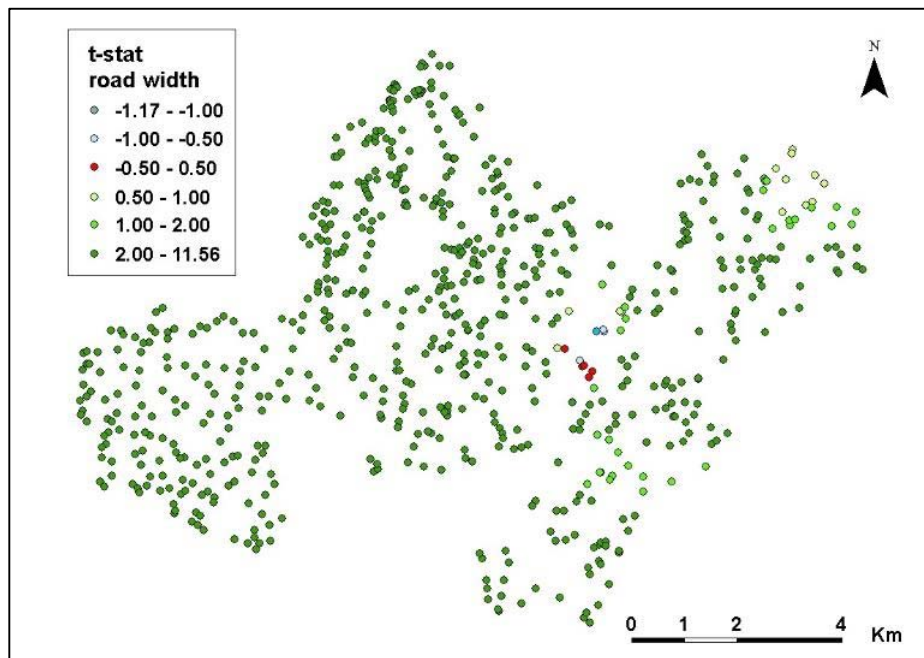 t-stat
road width
-1.17 - -1.00
-1.00 - -0.50
-0.50 - 0.50
0.50 - 1.00
1.00 - 2.00
2.00 - 11.56
N
0 1 2 4 Km